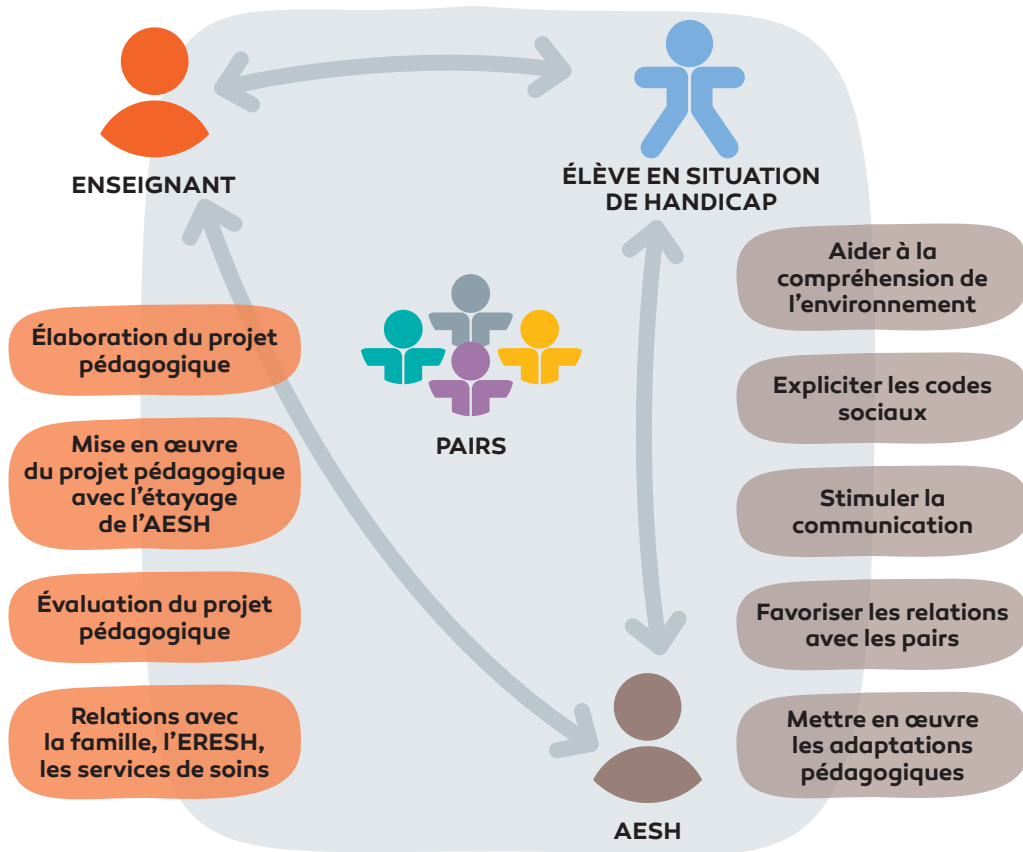 ENSEIGNANT
ÉLÈVE EN SITUATION
DE HANDICAP
PAIRS
AESH
Élaboration du projet
pédagogique
Mise en œuvre
du projet pédagogique
avec l’étayage
de l’AESH
Évaluation du projet
pédagogique
Relations avec
la famille, l’ERESH,
les services de soins
Aider à la
compréhension de
l’environnement
Expliciter les codes
sociaux
Stimuler la
communication
Favoriser les relations
avec les pairs
Mettre en œuvre
les adaptations
pédagogiques